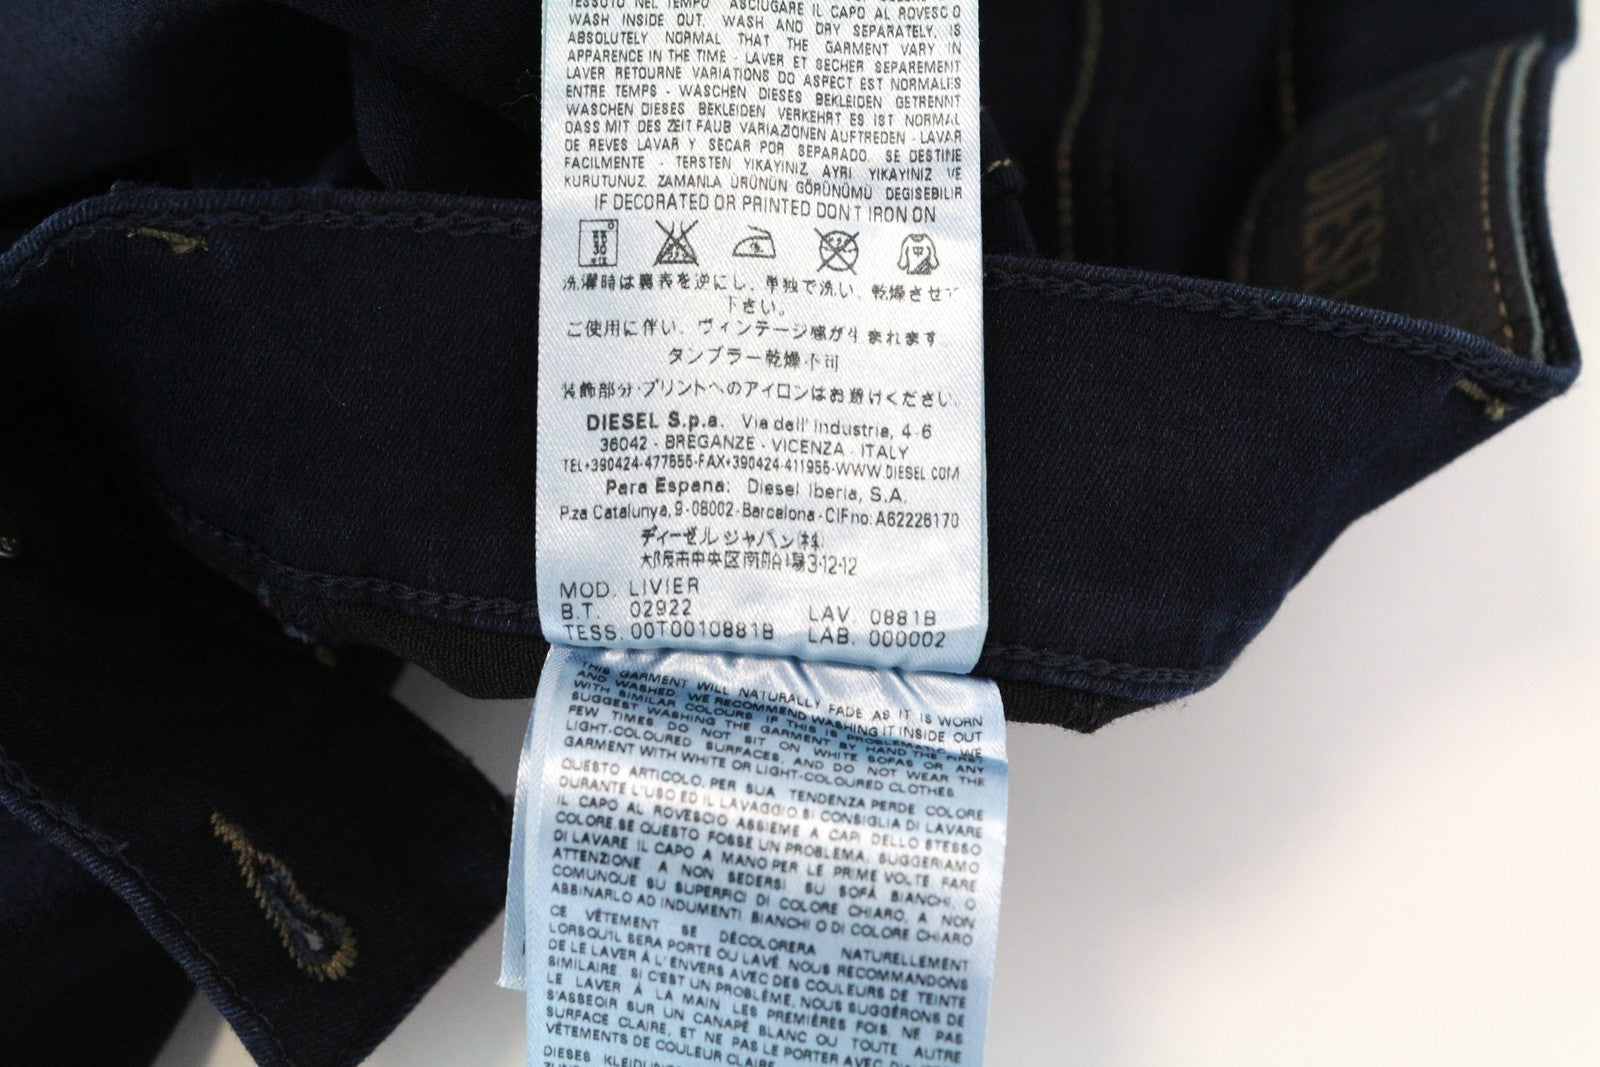 TESSUTO NEL TEMPO ASCIUGARE IL CAPO AL ROVESCO
WASH INSIDE OUT. WASH AND DRY SEPARATELY, IS
ABSOLUTELY NORMAL THAT THE GARMENT VARY IN
APPARENCE IN THE TIME - LAVER ET SECHER SEPAREMENT
LAVER RETOURNE VARIATIONS DO ASPECT EST NORMALES
ENTRE TEMPS - WASCHEN DIESES BEKLEIDEN GETRENNT
WASCHEN DIESES BEKLEIDEN VERKEHRT ES IST NORMAL
DASS MIT DES ZEIT FAUB VARIAZIONEN AUFTREDEN - LAVAR
DE REVES LAVAR Y SECAR POR SEPARADO. SE DESTINE
FACILMENTE - TERSTEN YIKAYINIZ AYRI YIKAYINIZ VE
KURUTUNUZ ZAMANLA ÜRÜNÜN GÖRÜNÜMÜ DEGISEBILIR
IF DECORATED OR PRINTED DON'T IRON ON
洗濯時は裏表を逆にし、単独で洗い、乾燥させて
下さい。
ご使用に伴い、ヴィンテージ感が生まれます。
タンブラー乾燥不可
装飾部分・プリントへのアイロンはお避けください。
DIESEL S.p.a. Via dell' Industria, 4-6
36042 - BREGANZE - VICENZA - ITALY
TEL+390424-477555-FAX+390424-411955-WWW.DIESEL.COM
Para Espana: Diesel Iberia, S.A.
P.za Catalunya, 9-08002-Barcelona-CIFno.A62226170
ディーゼルジャパン(株)
大阪市中央区南船場3-12-12
MOD. LIVIER
B.T. 02922 LAV. 0881B
TESS. 00T0010881B LAB. 000002
THIS GARMENT WILL NATURALLY FADE AS IT IS WORN
AND WASHED. WE RECOMMEND WASHING IT INSIDE OUT
WITH SIMILAR COLOURS IF THIS IS PROBLEMATIC, WE
SUGGEST WASHING THE GARMENT BY HAND THE FIRST
FEW TIMES DO NOT SIT ON WHITE SOFAS OR ANY
LIGHT-COLOURED SURFACES, AND DO NOT WEAR THE
GARMENT WITH WHITE OR LIGHT-COLOURED CLOTHES
QUESTO ARTICOLO, PER SUA TENDENZA PERDE COLORE
DURANTE L'USO ED IL LAVAGGIO. SI CONSIGLIA DI LAVARE
IL CAPO AL ROVESCIO ASSIEME A CAPI DELLO STESSO
COLORE SE QUESTO FOSSE UN PROBLEMA, SUGGERIAMO
DI LAVARE IL CAPO A MANO PER LE PRIME VOLTE FARE
ATTENZIONE A NON SEDERSI SU SOFÀ BIANCHI, O
COMUNQUE SU SUPERFICI DI COLORE CHIARO, A NON
ABBINARLO AD INDUMENTI BIANCHI O DI COLORE CHIARO
CE VÊTEMENT SE DÉCOLORERA NATURELLEMENT
LORSQU'IL SERA PORTÉ OU LAVÉ. NOUS RECOMMANDONS
DE LE LAVER À L'ENVERS AVEC DES COULEURS DE TEINTE
SIMILAIRE. SI C'EST UN PROBLÈME, NOUS SUGGÉRONS DE
LE LAVER À LA MAIN LES PREMIÈRES FOIS. NE PAS
S'ASSEOIR SUR UN CANAPÉ BLANC OU TOUTE AUTRE
SURFACE CLAIRE, ET NE PAS LE PORTER AVEC
VÊTEMENTS DE COULEUR CLAIRE
DIESES
DIESEL